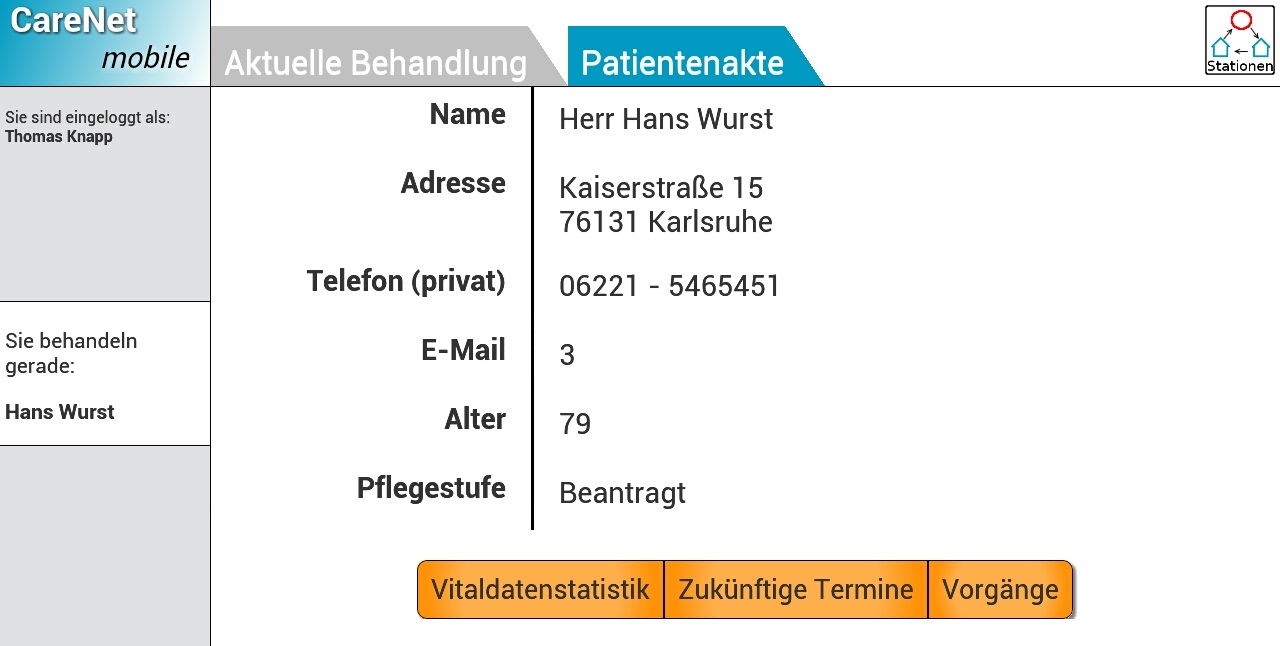 CareNet
mobile
Aktuelle Behandlung
Patientenakte
Stationen
Sie sind eingeloggt als:
Thomas Knapp
Sie behandeln
gerade:
Hans Wurst
Name
Herr Hans Wurst
Adresse
Kaiserstraße 15
76131 Karlsruhe
Telefon (privat)
06221 - 5465451
E-Mail
3
Alter
79
Pflegestufe
Beantragt
Vitaldatenstatistik
Zukünftige Termine
Vorgänge